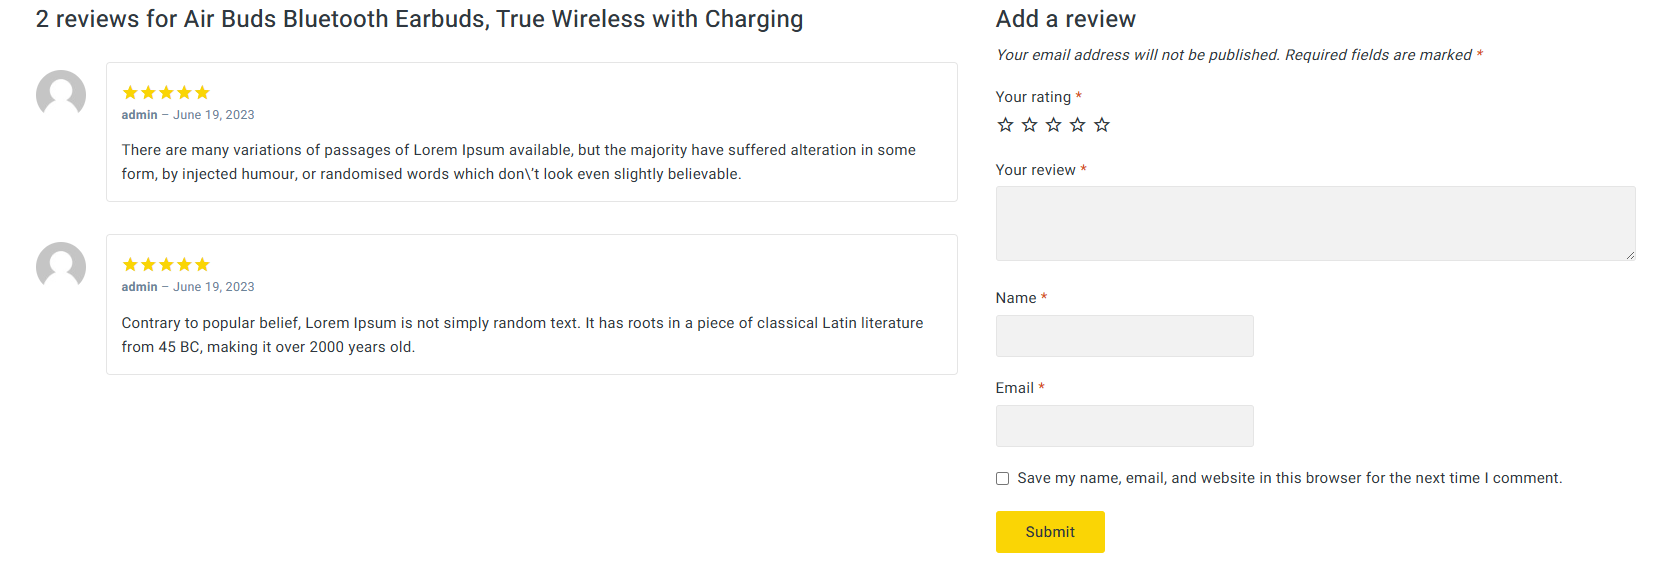 2 reviews for Air Buds Bluetooth Earbuds, True Wireless with Charging
admin – June 19, 2023
There are many variations of passages of Lorem Ipsum available, but the majority have suffered alteration in some
form, by injected humour, or randomised words which don\'t look even slightly believable.
admin – June 19, 2023
Contrary to popular belief, Lorem Ipsum is not simply random text. It has roots in a piece of classical Latin literature
from 45 BC, making it over 2000 years old.
Add a review
Your email address will not be published. Required fields are marked *
Your rating *
Your review *
Name *
Email *
Save my name, email, and website in this browser for the next time I comment.
Submit